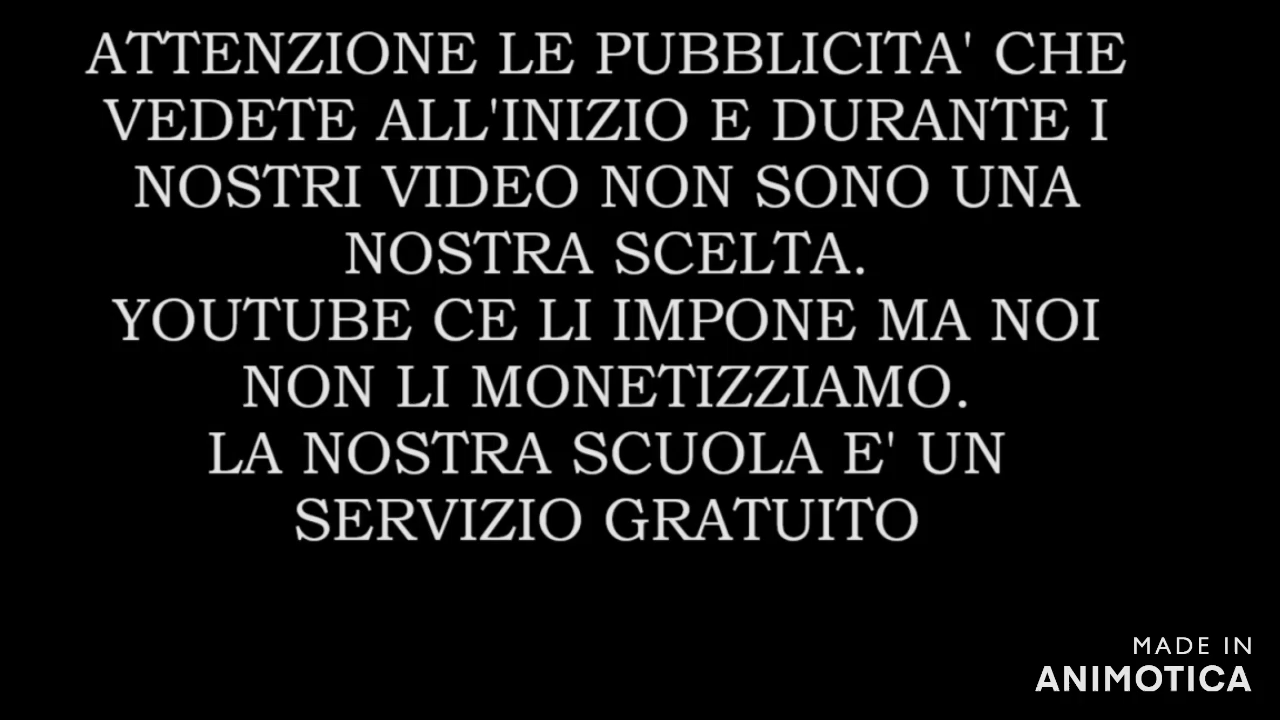 ATTENZIONE LE PUBBLICITA' CHE
VEDETE ALL'INIZIO E DURANTE I
NOSTRI VIDEO NON SONO UNA
NOSTRA SCELTA.
YOUTUBE CE LI IMPONE MA NOI
NON LI MONETIZZIAMO.
LA NOSTRA SCUOLA E' UN
SERVIZIO GRATUITO
MADE IN
ANIMOTICA